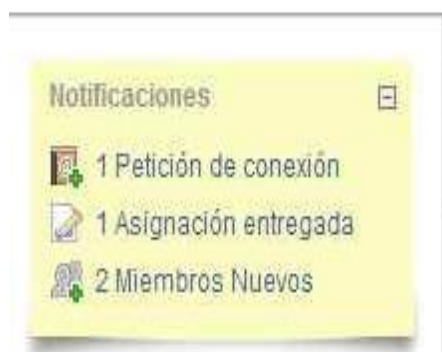 Notificaciones
1 Petición de conexión
1 Asignación entregada
2 Miembros Nuevos